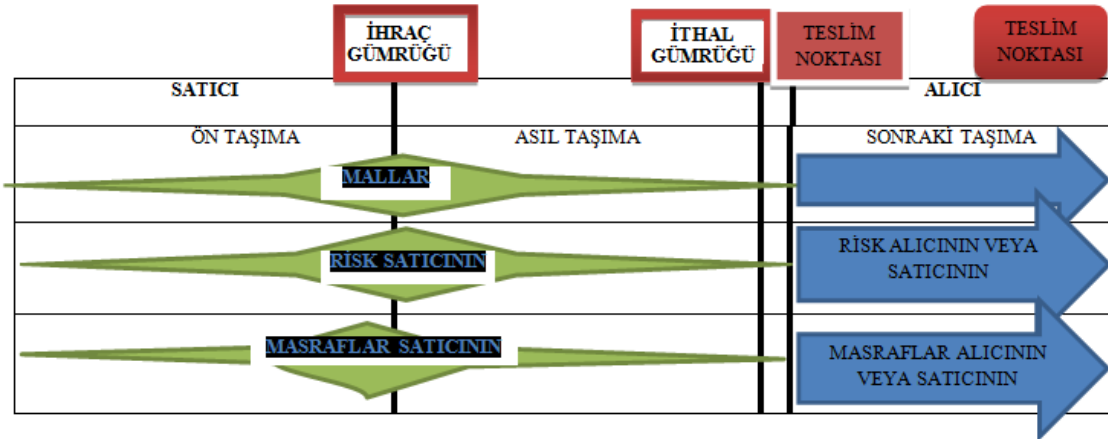 İHRAÇ
GÜMRÜĞÜ
İTHAL
GÜMRÜĞÜ
TESLİM
NOKTASI
TESLİM
NOKTASI
SATICI
ALICI
ÖN TAŞIMA
ASIL TAŞIMA
SONRAKİ TAŞIMA
MALLAR
RİSK SATICININ
RİSK ALICININ VEYA
SATICININ
MASRAFLAR SATICININ
MASRAFLAR ALICININ
VEYA SATICININ